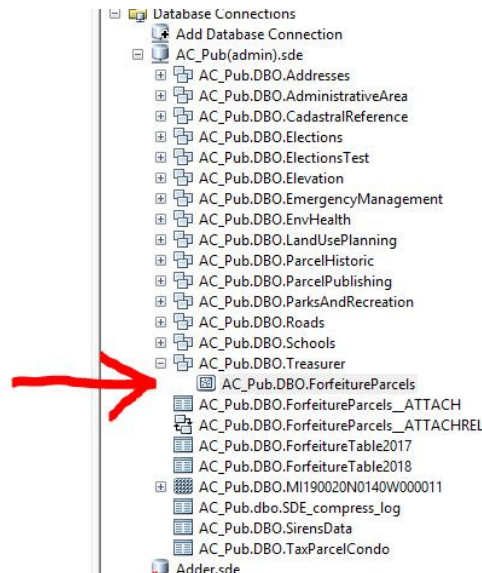 Database Connections
Add Database Connection
AC_Pub(admin).sde
AC_Pub.DBO.Addresses
AC_Pub.DBO.AdministrativeArea
AC_Pub.DBO.CadastralReference
AC_Pub.DBO.Elections
AC_Pub.DBO.ElectionsTest
AC_Pub.DBO.Elevation
AC_Pub.DBO.EmergencyManagement
AC_Pub.DBO.EnvHealth
AC_Pub.DBO.LandUsePlanning
AC_Pub.DBO.ParcelHistoric
AC_Pub.DBO.ParcelPublishing
AC_Pub.DBO.ParksAndRecreation
AC_Pub.DBO.Roads
AC_Pub.DBO.Schools
AC_Pub.DBO.Treasurer
AC_Pub.DBO.ForfeitureParcels
AC_Pub.DBO.ForfeitureParcels__ATTACH
AC_Pub.DBO.ForfeitureParcels__ATTACHREL
AC_Pub.DBO.ForfeitureTable2017
AC_Pub.DBO.ForfeitureTable2018
AC_Pub.DBO.MI190020N0140W000011
AC_Pub.dbo.SDE_compress_log
AC_Pub.DBO.SirensData
AC_Pub.DBO.TaxParcelCondo
Adder.sde